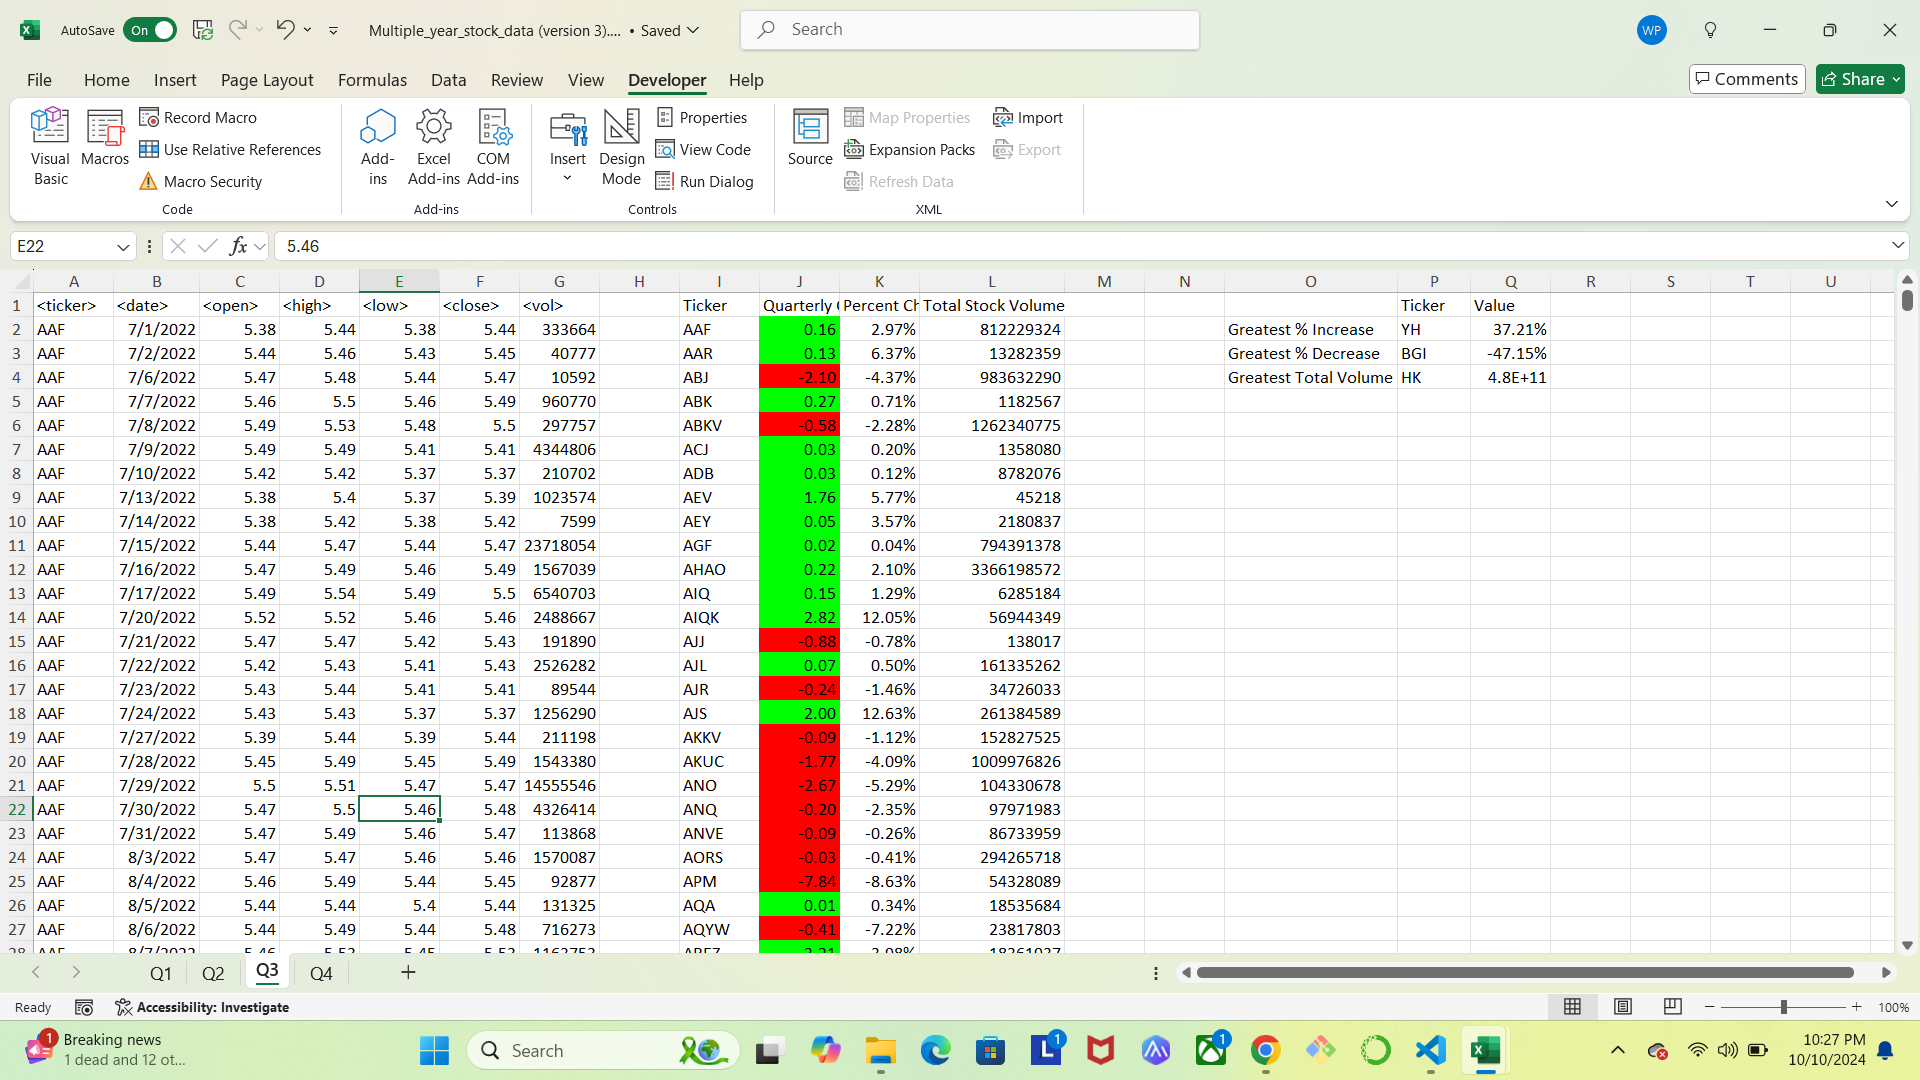 AutoSave On Multiple_year_stock_data (version 3).... • Saved Search WP
File Home Insert Page Layout Formulas Data Review View Developer Help Comments Share
Visual Basic
Macros
Record Macro
Use Relative References
Macro Security
Code
Add-ins
Excel Add-ins
COM Add-ins
Add-ins
Insert
Design Mode
Properties
View Code
Run Dialog
Controls
Source
Map Properties
Expansion Packs
Refresh Data
Import
Export
XML
E22 fx 5.46
A B C D E F G H I J K L M N O P Q R S T U
1 <ticker> <date> <open> <high> <low> <close> <vol> Ticker Quarterly Percent Ch Total Stock Volume Ticker Value
2 AAF 7/1/2022 5.38 5.44 5.38 5.44 333664 AAF 0.16 2.97% 812229324 Greatest % Increase YH 37.21%
3 AAF 7/2/2022 5.44 5.46 5.43 5.45 40777 AAR 0.13 6.37% 13282359 Greatest % Decrease BGI -47.15%
4 AAF 7/6/2022 5.47 5.48 5.44 5.47 10592 ABJ -2.10 -4.37% 983632290 Greatest Total Volume HK 4.8E+11
5 AAF 7/7/2022 5.46 5.5 5.46 5.49 960770 ABK 0.27 0.71% 1182567
6 AAF 7/8/2022 5.49 5.53 5.48 5.5 297757 ABKV -0.58 -2.28% 1262340775
7 AAF 7/9/2022 5.49 5.49 5.41 5.41 4344806 ACJ 0.03 0.20% 1358080
8 AAF 7/10/2022 5.42 5.42 5.37 5.37 210702 ADB 0.03 0.12% 8782076
9 AAF 7/13/2022 5.38 5.4 5.37 5.39 1023574 AEV 1.76 5.77% 45218
10 AAF 7/14/2022 5.38 5.42 5.38 5.42 7599 AEY 0.05 3.57% 2180837
11 AAF 7/15/2022 5.44 5.47 5.44 5.47 23718054 AGF 0.02 0.04% 794391378
12 AAF 7/16/2022 5.47 5.49 5.46 5.49 1567039 AHAO 0.22 2.10% 3366198572
13 AAF 7/17/2022 5.49 5.54 5.49 5.5 6540703 AIQ 0.15 1.29% 6285184
14 AAF 7/20/2022 5.52 5.52 5.46 5.46 2488667 AIQK 2.82 12.05% 56944349
15 AAF 7/21/2022 5.47 5.47 5.42 5.43 191890 AJJ -0.88 -0.78% 138017
16 AAF 7/22/2022 5.42 5.43 5.41 5.43 2526282 AJL 0.07 0.50% 161335262
17 AAF 7/23/2022 5.43 5.44 5.41 5.41 89544 AJR -0.24 -1.46% 34726033
18 AAF 7/24/2022 5.43 5.43 5.37 5.37 1256290 AJS 2.00 12.63% 261384589
19 AAF 7/27/2022 5.39 5.44 5.39 5.44 211198 AKKV -0.09 -1.12% 152827525
20 AAF 7/28/2022 5.45 5.49 5.45 5.49 1543380 AKUC -1.77 -4.09% 1009976826
21 AAF 7/29/2022 5.5 5.51 5.47 5.47 14555546 ANO -2.67 -5.29% 104330678
22 AAF 7/30/2022 5.47 5.5 5.46 5.48 4326414 ANQ -0.20 -2.35% 97971983
23 AAF 7/31/2022 5.47 5.49 5.46 5.47 113868 ANVE -0.09 -0.26% 86733959
24 AAF 8/3/2022 5.47 5.47 5.46 5.46 1570087 AORS -0.03 -0.41% 294265718
25 AAF 8/4/2022 5.46 5.49 5.44 5.45 92877 APM -7.84 -8.63% 54328089
26 AAF 8/5/2022 5.44 5.44 5.4 5.44 131325 AQA 0.01 0.34% 18535684
27 AAF 8/6/2022 5.44 5.49 5.44 5.48 716273 AQYW -0.41 -7.22% 23817803
28 AAF 8/7/2022
Q1 Q2 Q3 Q4
Ready Accessibility: Investigate 100%
1 Breaking news
1 dead and 12 ot...
Search
1
1
10:27 PM
10/10/2024